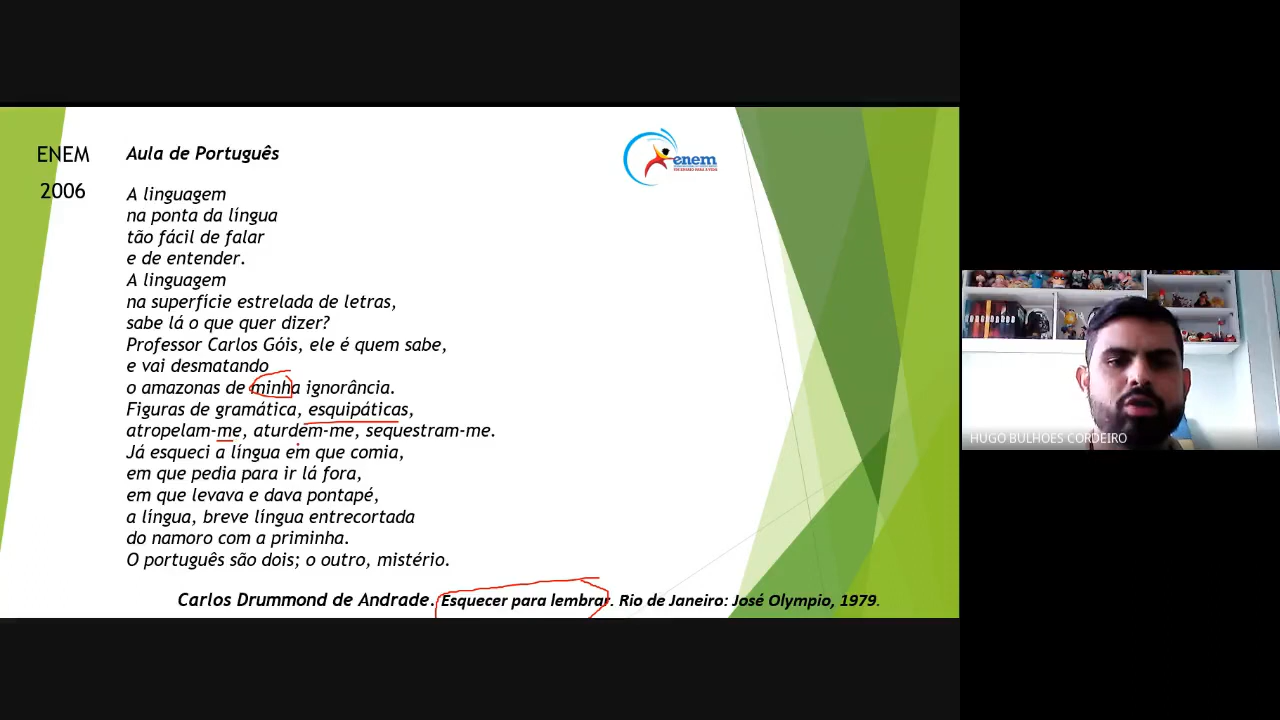 ENEM
2006
Aula de Português
A linguagem
na ponta da língua
tão fácil de falar
e de entender.
A linguagem
na superfície estrelada de letras,
sabe lá o que quer dizer?
Professor Carlos Góis, ele é quem sabe,
e vai desmatando
o amazonas de minha ignorância.
Figuras de gramática, esquipáticas,
atropelam-me, aturdem-me, sequestram-me.
Já esqueci a língua em que comia,
em que pedia para ir lá fora,
em que levava e dava pontapé,
a língua, breve língua entrecortada
do namoro com a priminha.
O português são dois; o outro, mistério.
Carlos Drummond de Andrade. Esquecer para lembrar. Rio de Janeiro: José Olympio, 1979.
enem
HUGO BULHOES CORDEIRO